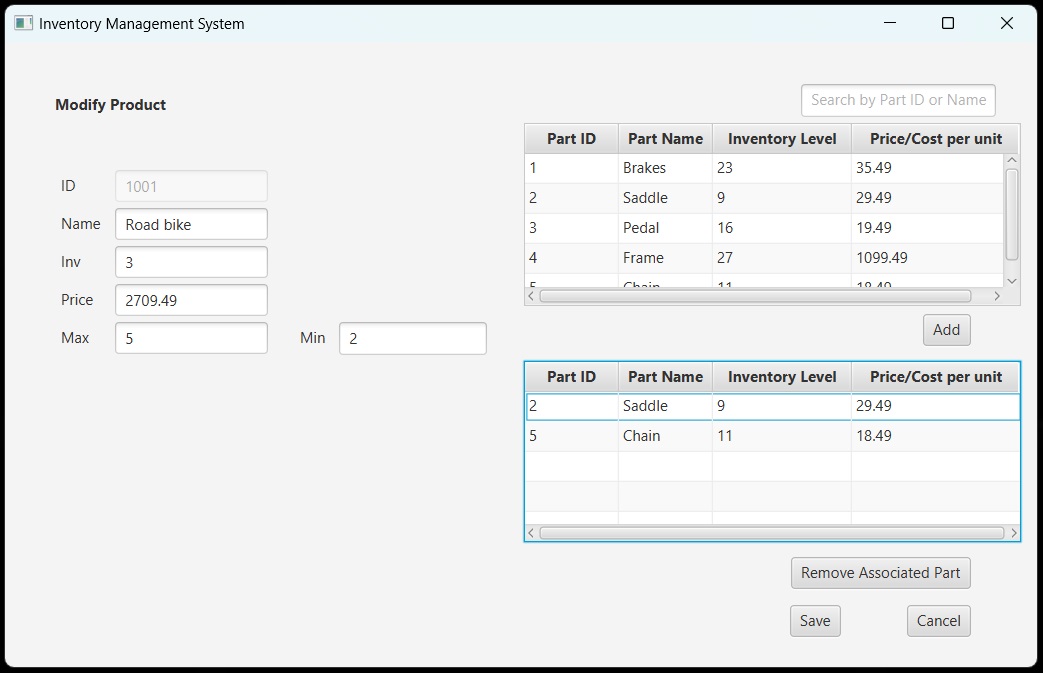 Inventory Management System
Modify Product
Search by Part ID or Name
Part ID Part Name Inventory Level Price/Cost per unit
1 Brakes 23 35.49
2 Saddle 9 29.49
3 Pedal 16 19.49
4 Frame 27 1099.49
5 Chain 11 18.49
ID 1001
Name Road bike
Inv 3
Price 2709.49
Max 5 Min 2
Add
Part ID Part Name Inventory Level Price/Cost per unit
2 Saddle 9 29.49
5 Chain 11 18.49
Remove Associated Part
Save Cancel